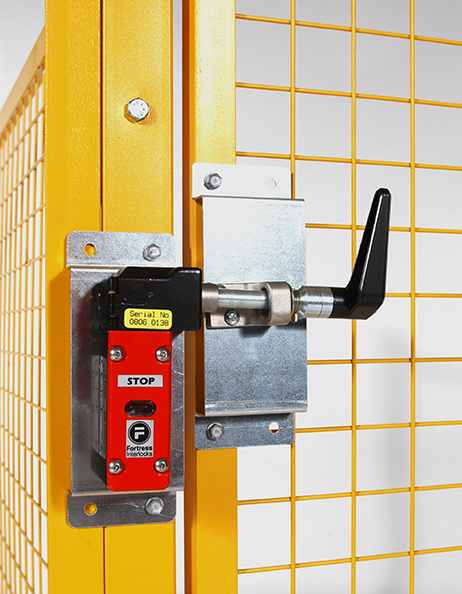 Serial No
0806 0138
STOP
F
Fortress
Interlocks